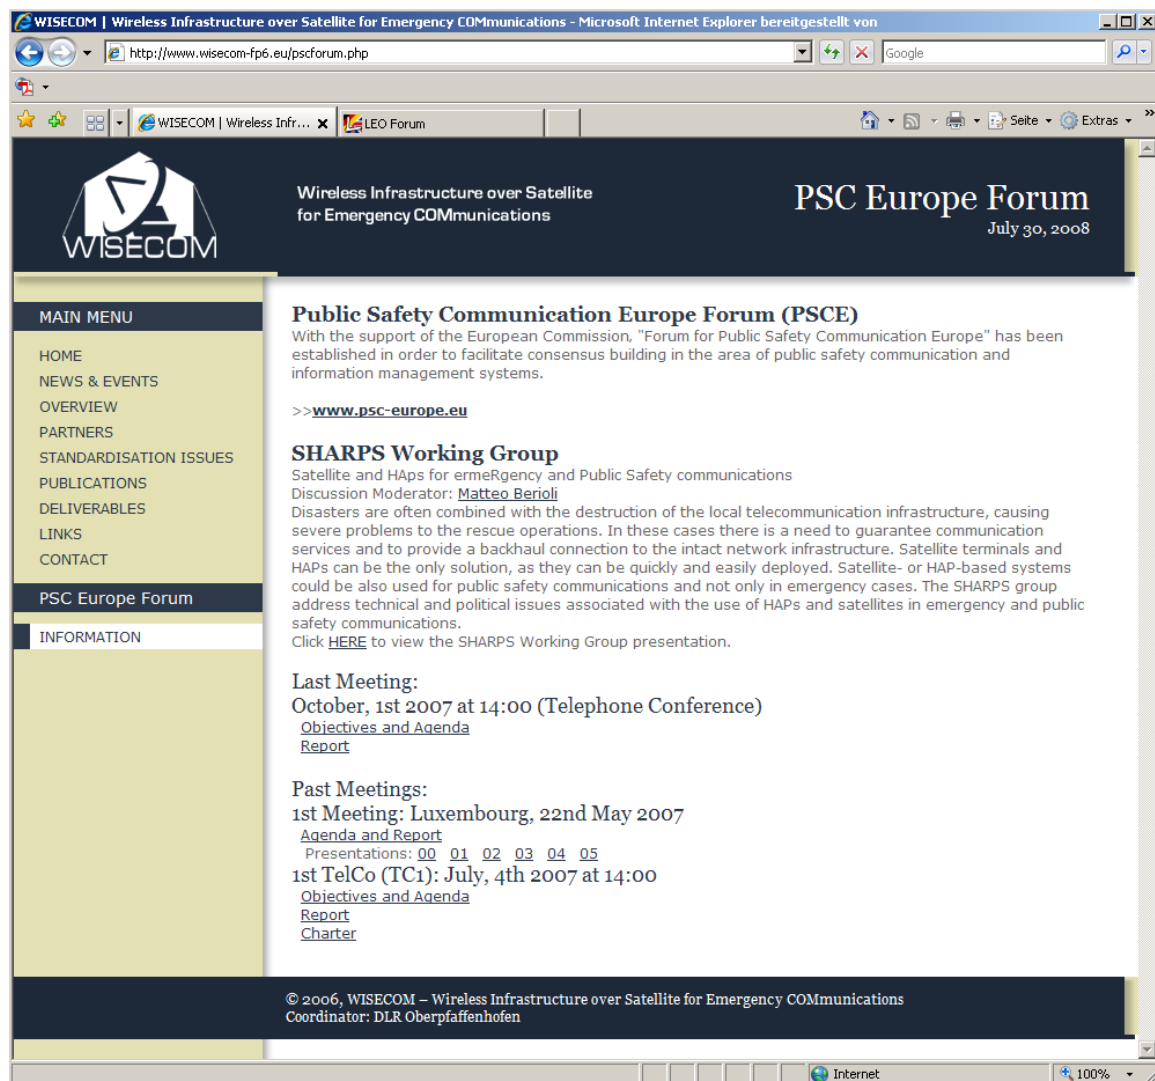 WISECOM | Wireless Infrastructure over Satellite for Emergency COMmunications - Microsoft Internet Explorer bereitgestellt von
http://www.wisecom-fp6.eu/pscforum.php
Google
WISECOM | Wireless Infr...
LEO Forum
Seite
Extras
WISECOM
Wireless Infrastructure over Satellite
for Emergency COMmunications
PSC Europe Forum
July 30, 2008
MAIN MENU
HOME
NEWS & EVENTS
OVERVIEW
PARTNERS
STANDARDISATION ISSUES
PUBLICATIONS
DELIVERABLES
LINKS
CONTACT
PSC Europe Forum
INFORMATION
Public Safety Communication Europe Forum (PSCE)
With the support of the European Commission, "Forum for Public Safety Communication Europe" has been
established in order to facilitate consensus building in the area of public safety communication and
information management systems.
>>www.psc-europe.eu
SHARPS Working Group
Satellite and HAps for ermeRgency and Public Safety communications
Discussion Moderator: Matteo Berioli
Disasters are often combined with the destruction of the local telecommunication infrastructure, causing
severe problems to the rescue operations. In these cases there is a need to guarantee communication
services and to provide a backhaul connection to the intact network infrastructure. Satellite terminals and
HAPs can be the only solution, as they can be quickly and easily deployed. Satellite- or HAP-based systems
could be also used for public safety communications and not only in emergency cases. The SHARPS group
address technical and political issues associated with the use of HAPs and satellites in emergency and public
safety communications.
Click HERE to view the SHARPS Working Group presentation.
Last Meeting:
October, 1st 2007 at 14:00 (Telephone Conference)
Objectives and Agenda
Report
Past Meetings:
1st Meeting: Luxembourg, 22nd May 2007
Agenda and Report
Presentations: 00 01 02 03 04 05
1st TelCo (TC1): July, 4th 2007 at 14:00
Objectives and Agenda
Report
Charter
© 2006, WISECOM – Wireless Infrastructure over Satellite for Emergency COMmunications
Coordinator: DLR Oberpfaffenhofen
Internet
100%